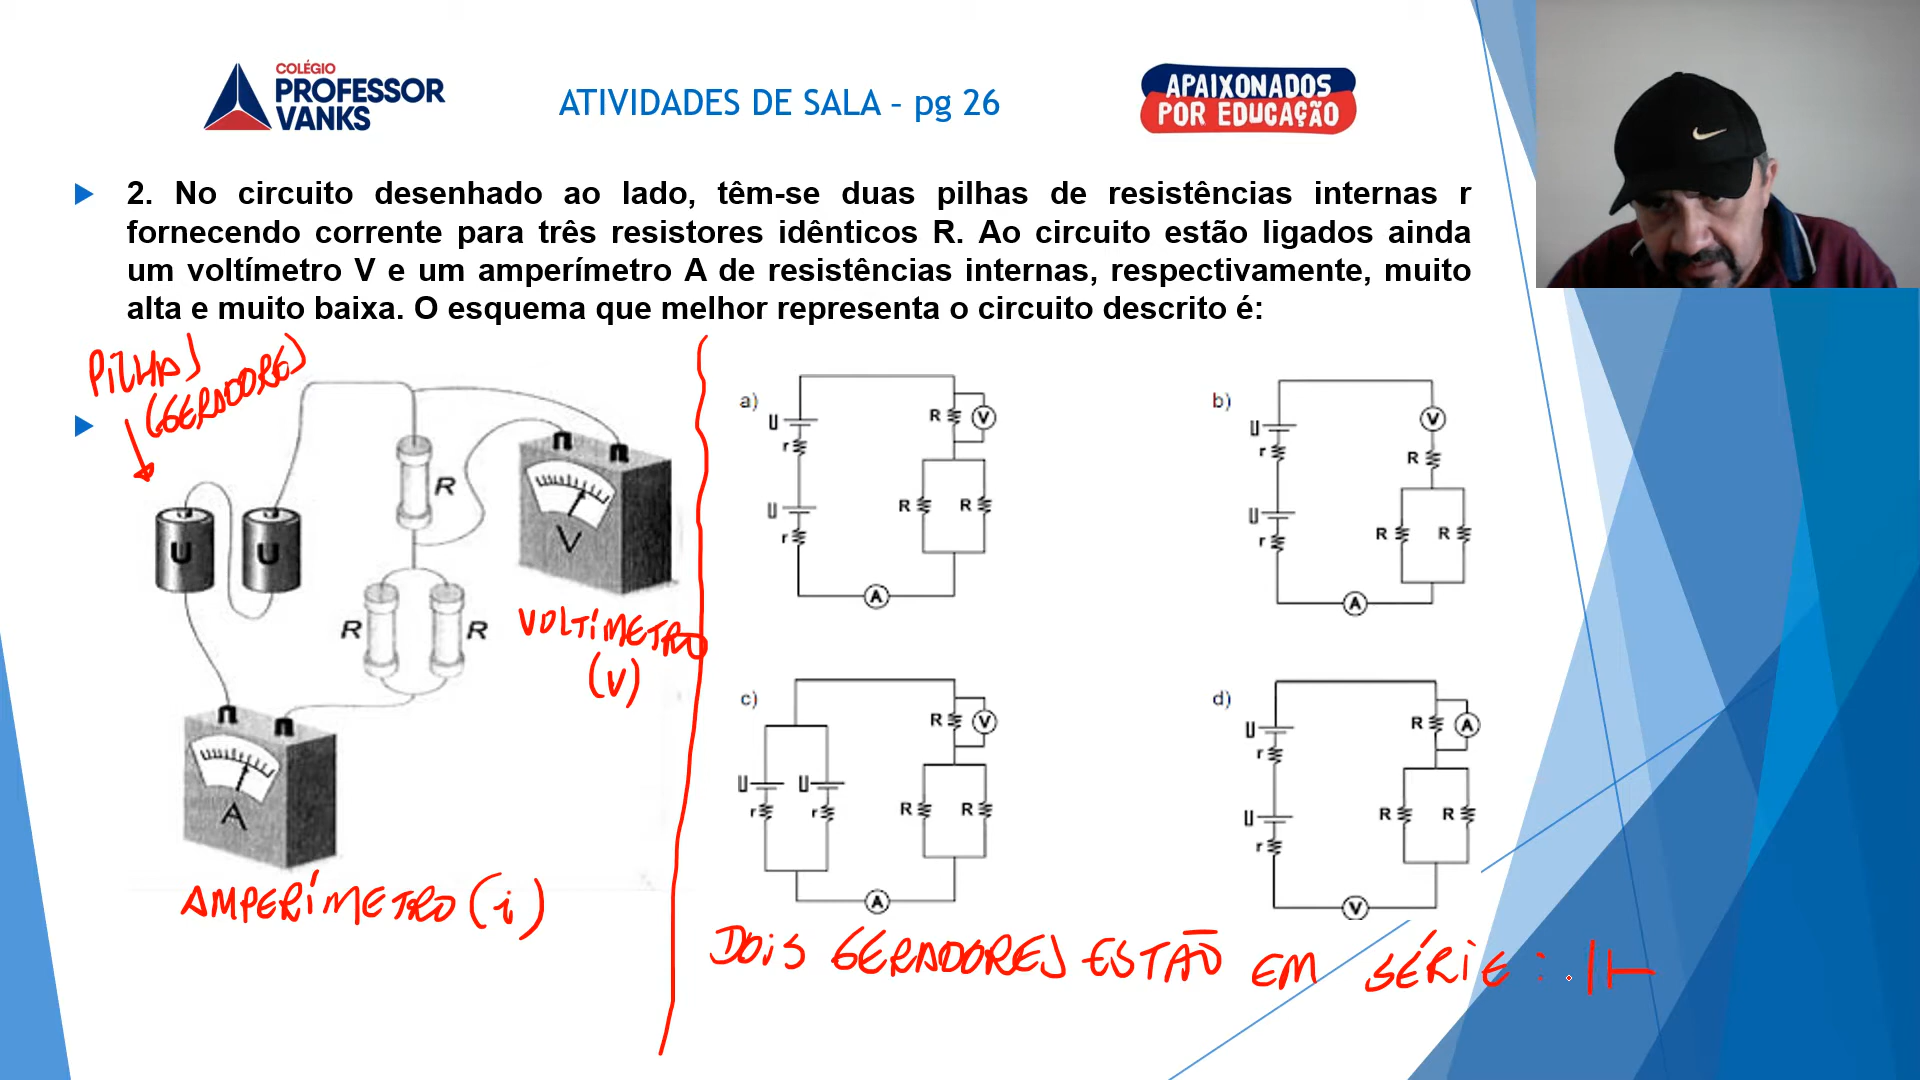 COLÉGIO
PROFESSOR
VANKS
ATIVIDADES DE SALA - pg 26
APAIXONADOS
POR EDUCAÇÃO
2. No circuito desenhado ao lado, têm-se duas pilhas de resistências internas r
fornecendo corrente para três resistores idênticos R. Ao circuito estão ligados ainda
um voltímetro V e um amperímetro A de resistências internas, respectivamente, muito
alta e muito baixa. O esquema que melhor representa o circuito descrito é:
PILHAS
(GERADORES)
U U
R
V
R R
A
VOLTÍMETRO
(V)
AMPERÍMETRO (i)
a)
U
r
U
r
R
V
R R
A
b)
U
r
U
r
V
R
R R
A
c)
U U
r r
R
V
R R
A
d)
U
r
U
r
R
A
R R
V
DOIS GERADORES ESTÃO EM SÉRIE: